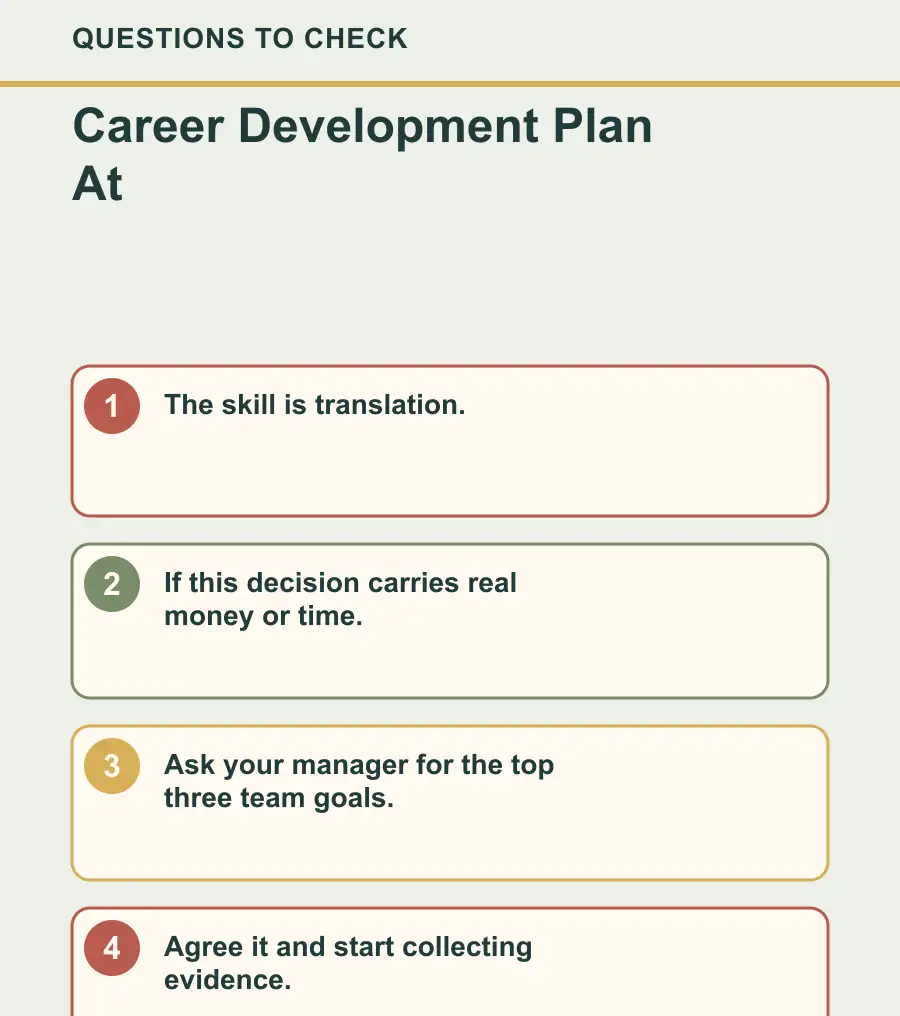 QUESTIONS TO CHECK
Career Development Plan
At
1
The skill is translation.
2
If this decision carries real
money or time.
3
Ask your manager for the top
three team goals.
4
Agree it and start collecting
evidence.